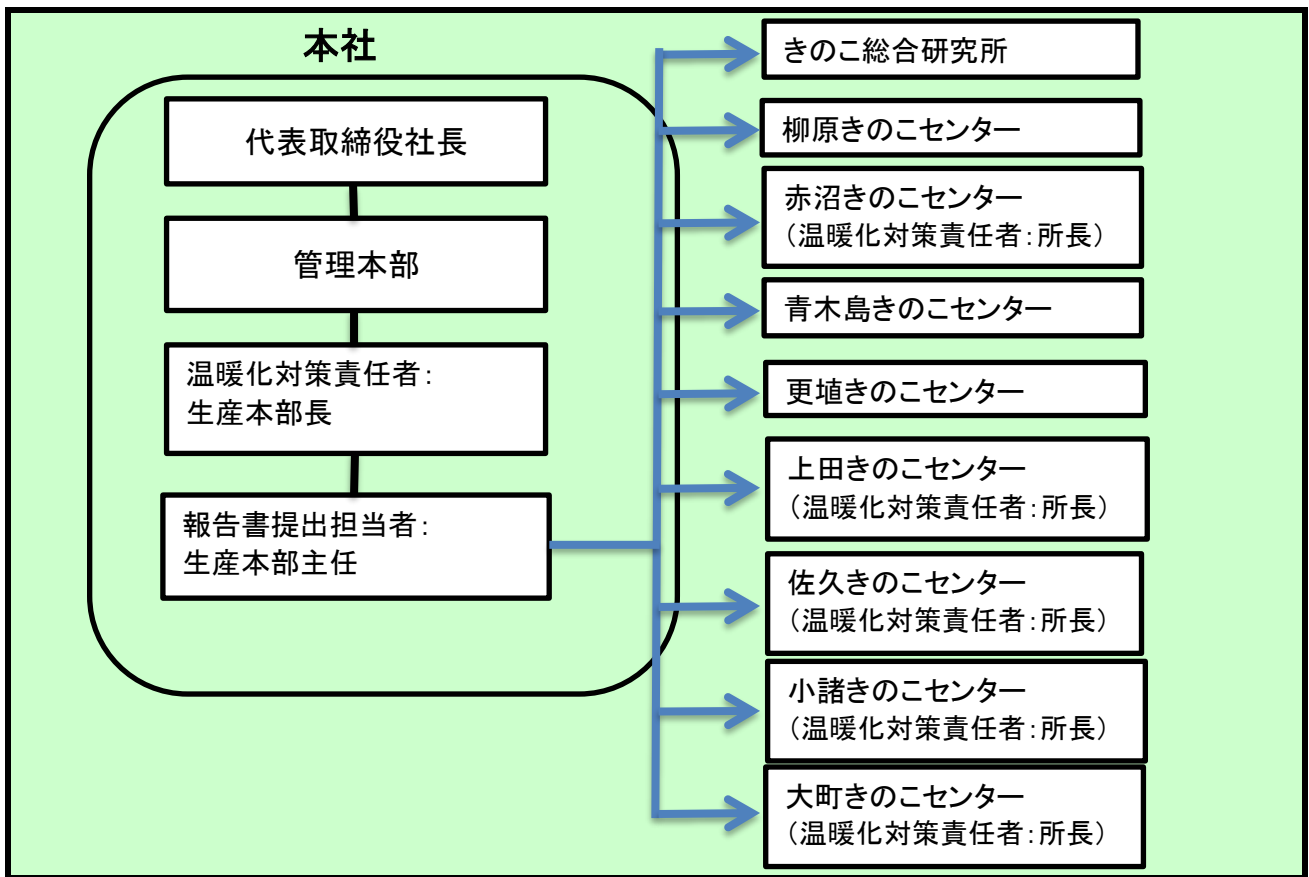 本社
代表取締役社長
管理本部
温暖化対策責任者：
生産本部長
報告書提出担当者：
生産本部主任
きのこ総合研究所
柳原きのこセンター
赤沼きのこセンター
（温暖化対策責任者：所長）
青木島きのこセンター
更埴きのこセンター
上田きのこセンター
（温暖化対策責任者：所長）
佐久きのこセンター
（温暖化対策責任者：所長）
小諸きのこセンター
（温暖化対策責任者：所長）
大町きのこセンター
（温暖化対策責任者：所長）